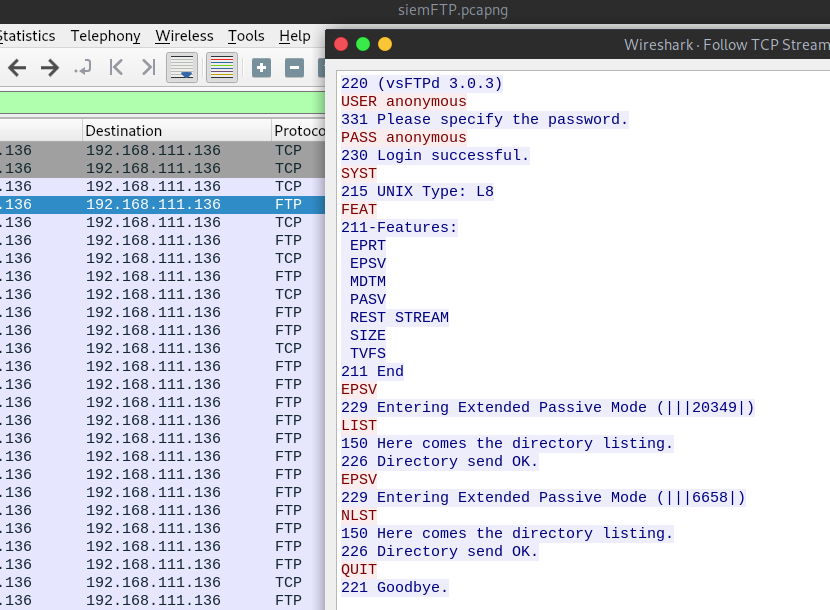 siemFTP.pcapng
Statistics Telephony Wireless Tools Help
Wireshark · Follow TCP Stream
Destination Protoco
.136 192.168.111.136 TCP
.136 192.168.111.136 TCP
.136 192.168.111.136 TCP
.136 192.168.111.136 FTP
.136 192.168.111.136 TCP
.136 192.168.111.136 FTP
.136 192.168.111.136 TCP
.136 192.168.111.136 FTP
.136 192.168.111.136 TCP
.136 192.168.111.136 FTP
.136 192.168.111.136 FTP
.136 192.168.111.136 TCP
.136 192.168.111.136 FTP
.136 192.168.111.136 FTP
.136 192.168.111.136 FTP
.136 192.168.111.136 FTP
.136 192.168.111.136 FTP
.136 192.168.111.136 FTP
.136 192.168.111.136 FTP
.136 192.168.111.136 FTP
.136 192.168.111.136 FTP
.136 192.168.111.136 FTP
.136 192.168.111.136 FTP
.136 192.168.111.136 FTP
.136 192.168.111.136 TCP
.136 192.168.111.136 FTP
220 (vsFTPd 3.0.3)
USER anonymous
331 Please specify the password.
PASS anonymous
230 Login successful.
SYST
215 UNIX Type: L8
FEAT
211-Features:
EPRT
EPSV
MDTM
PASV
REST STREAM
SIZE
TVFS
211 End
EPSV
229 Entering Extended Passive Mode (|||20349|)
LIST
150 Here comes the directory listing.
226 Directory send OK.
EPSV
229 Entering Extended Passive Mode (|||6658|)
NLST
150 Here comes the directory listing.
226 Directory send OK.
QUIT
221 Goodbye.